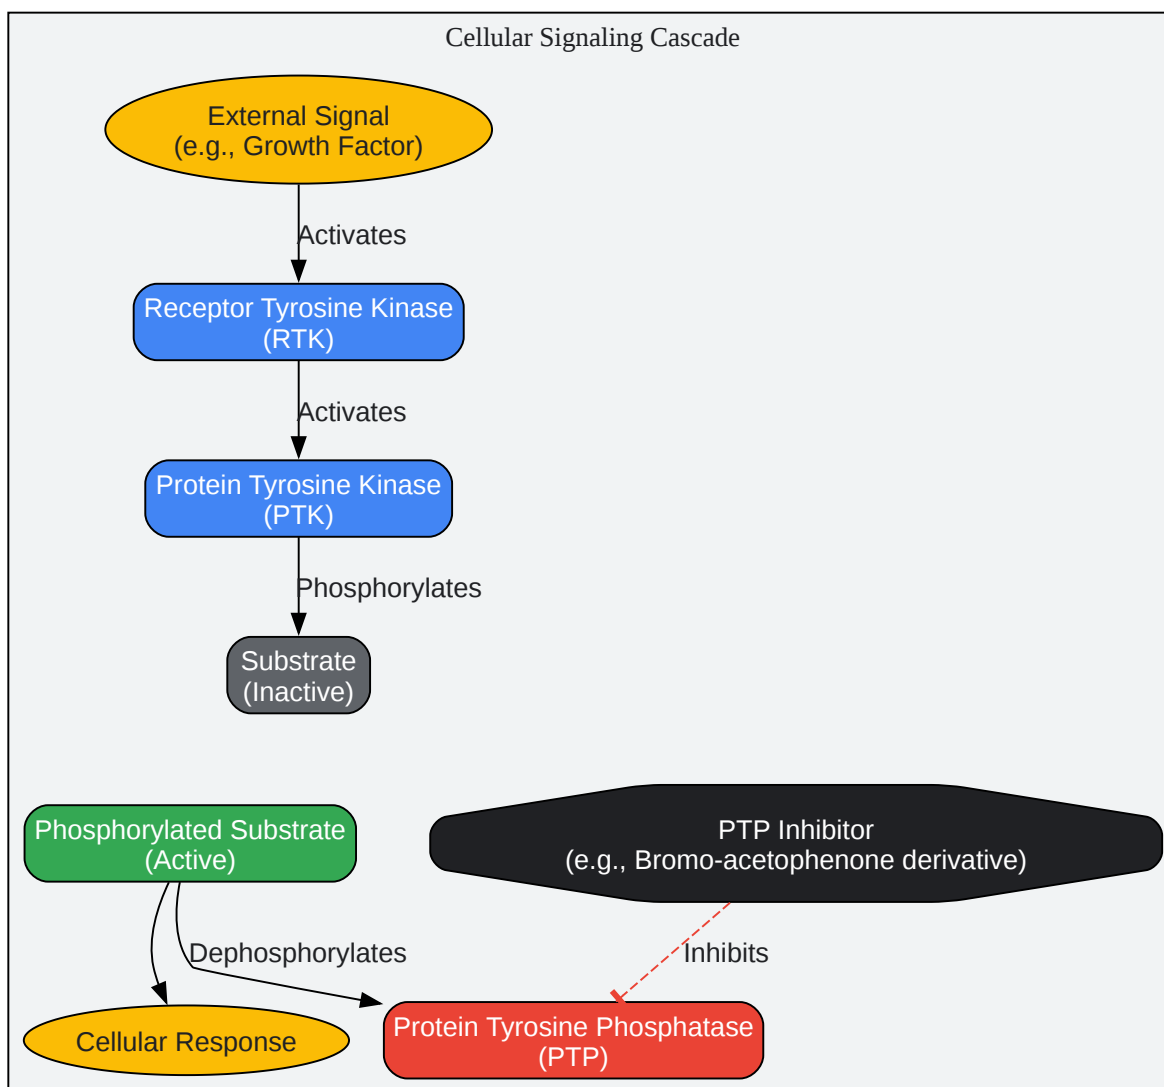 Cellular Signaling Cascade
External Signal
(e.g., Growth Factor)
Activates
Receptor Tyrosine Kinase
(RTK)
Activates
Protein Tyrosine Kinase
(PTK)
Phosphorylates
Substrate
(Inactive)
Phosphorylated Substrate
(Active)
PTP Inhibitor
(e.g., Bromo-acetophenone derivative)
Dephosphorylates
Inhibits
Cellular Response
Protein Tyrosine Phosphatase
(PTP)